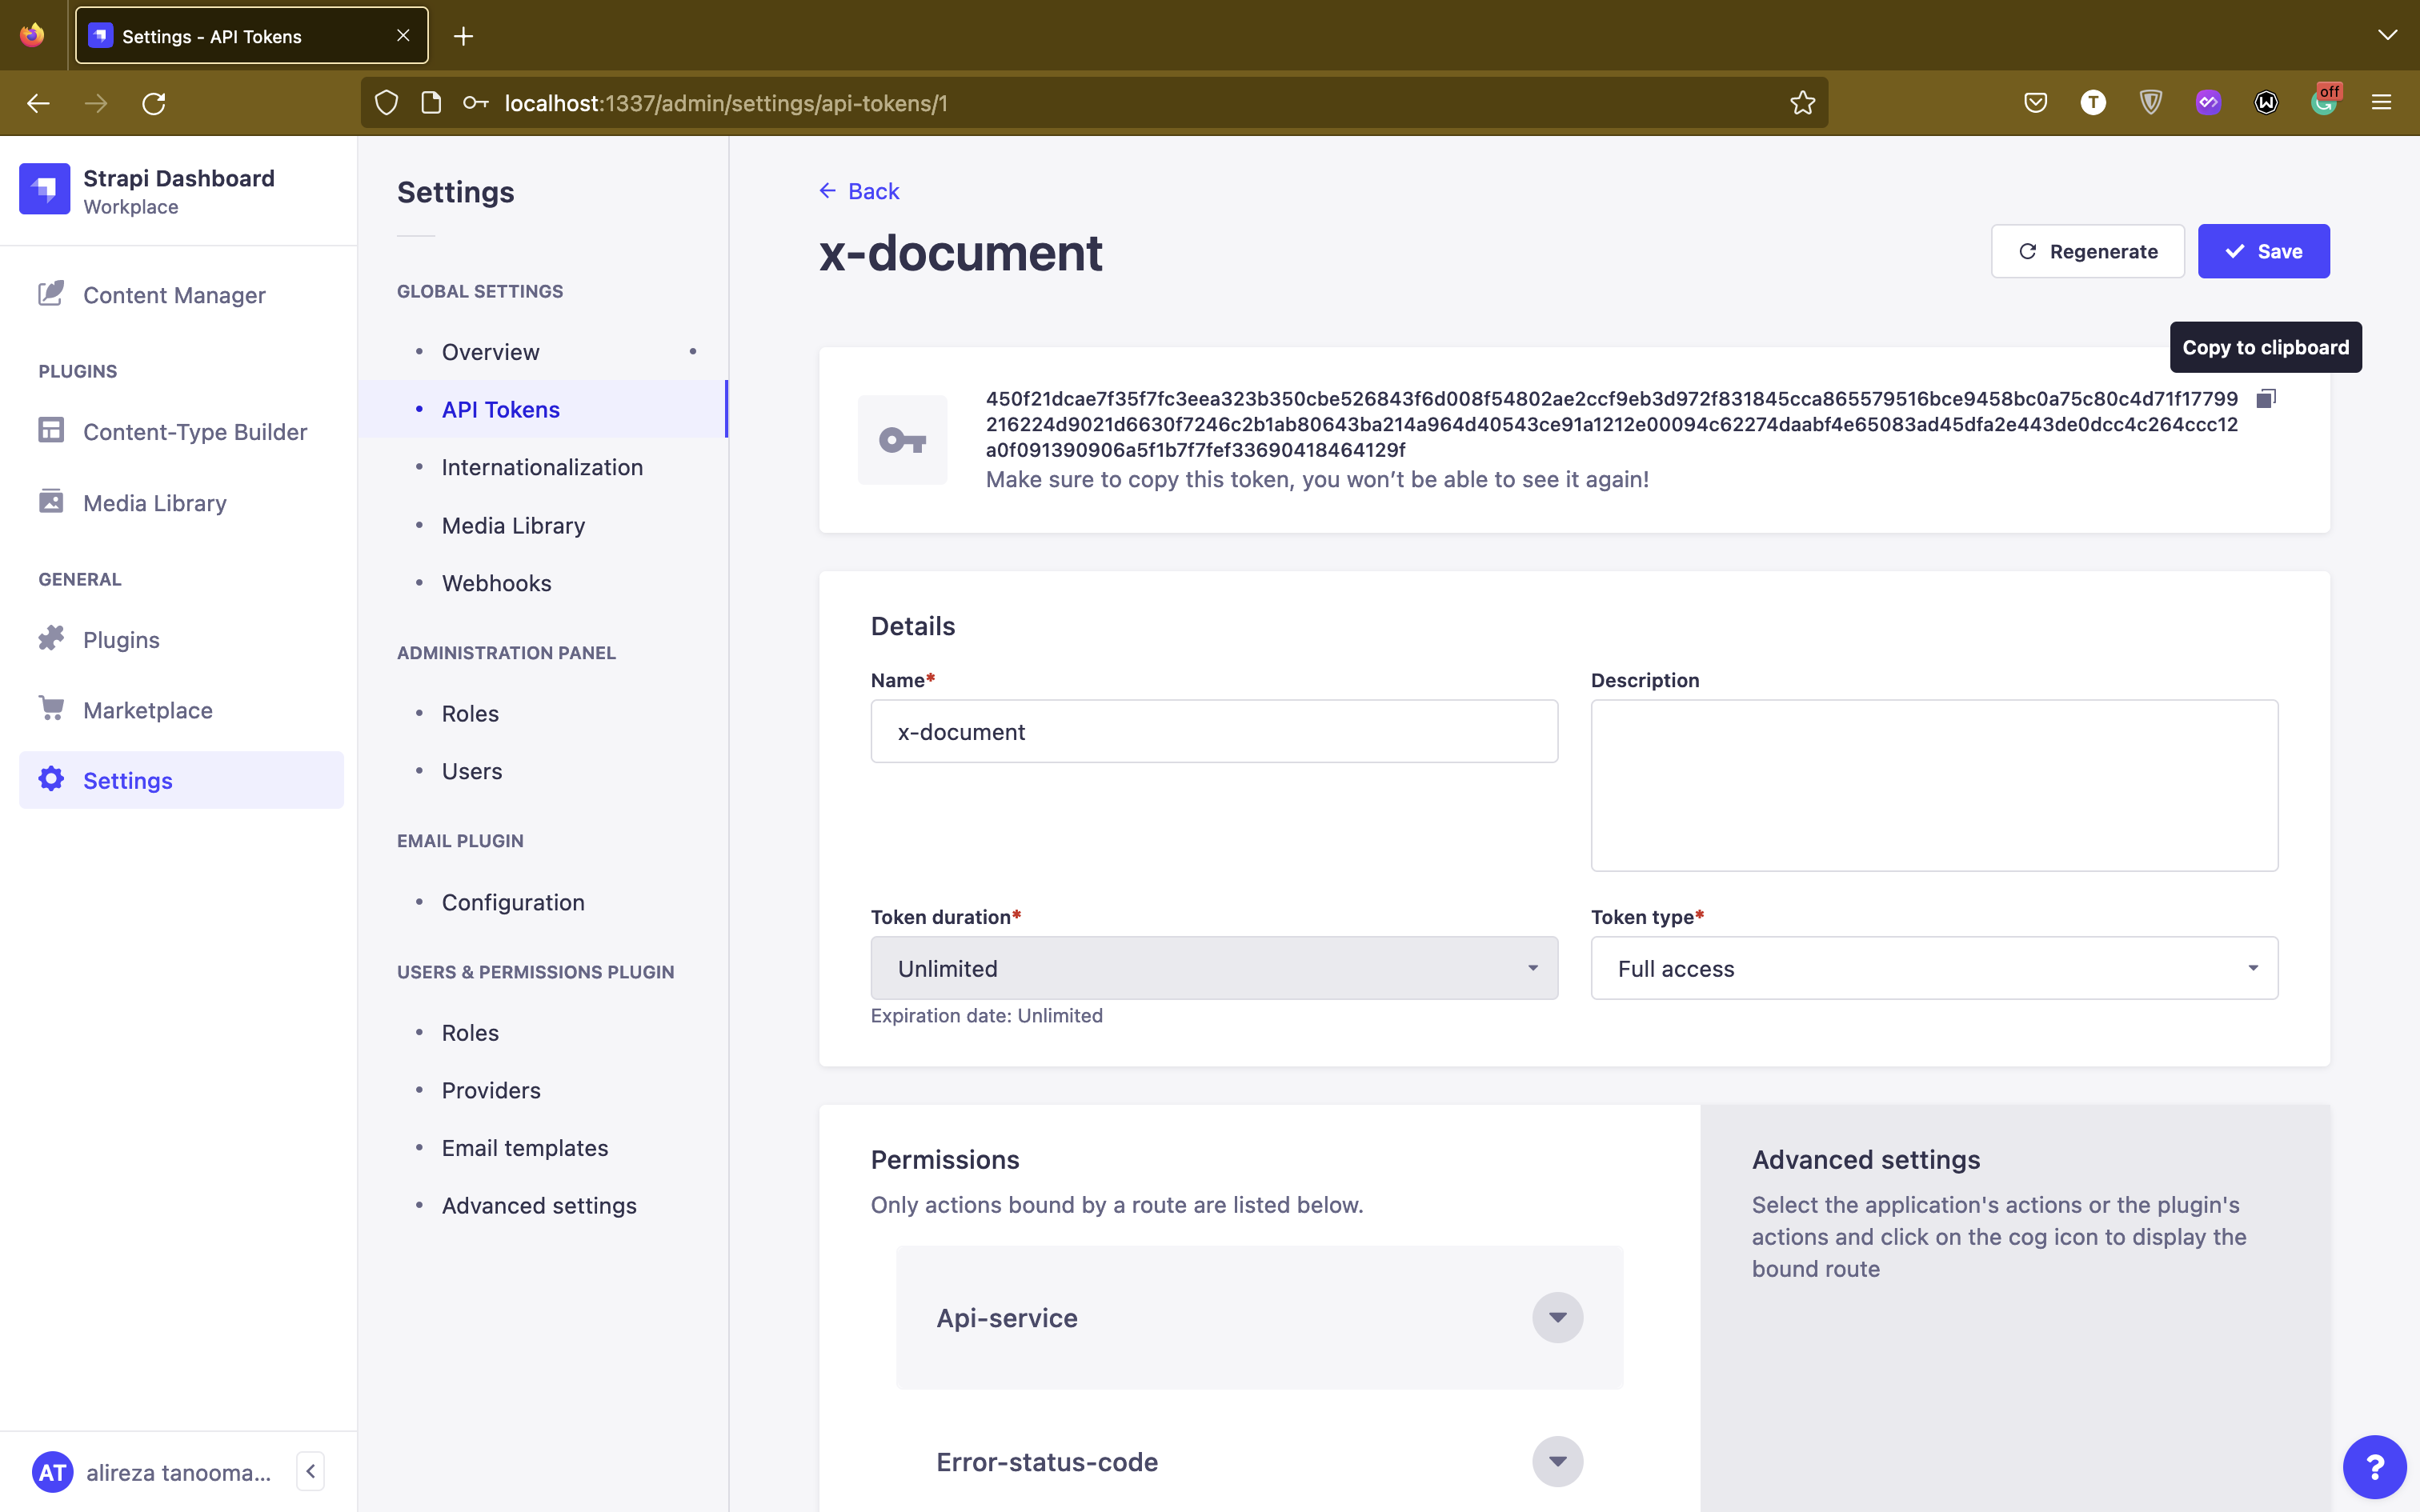 Settings - API Tokens
localhost:1337/admin/settings/api-tokens/1
T
off
Strapi Dashboard
Workplace
Content Manager
PLUGINS
Content-Type Builder
Media Library
GENERAL
Plugins
Marketplace
Settings
AT
alireza tanooma...
Settings
GLOBAL SETTINGS
Overview
API Tokens
Internationalization
Media Library
Webhooks
ADMINISTRATION PANEL
Roles
Users
EMAIL PLUGIN
Configuration
USERS & PERMISSIONS PLUGIN
Roles
Providers
Email templates
Advanced settings
Back
x-document
Regenerate
Save
Copy to clipboard
450f21dcae7f35f7fc3eea323b350cbe526843f6d008f54802ae2ccf9eb3d972f831845cca865579516bce9458bc0a75c80c4d71f17799
216224d9021d6630f7246c2b1ab80643ba214a964d40543ce91a1212e00094c62274daabf4e65083ad45dfa2e443de0dcc4c264ccc12
a0f091390906a5f1b7f7fef33690418464129f
Make sure to copy this token, you won’t be able to see it again!
Details
Name*
x-document
Description
Token duration*
Unlimited
Expiration date: Unlimited
Token type*
Full access
Permissions
Only actions bound by a route are listed below.
Api-service
Error-status-code
Advanced settings
Select the application's actions or the plugin's
actions and click on the cog icon to display the
bound route
?